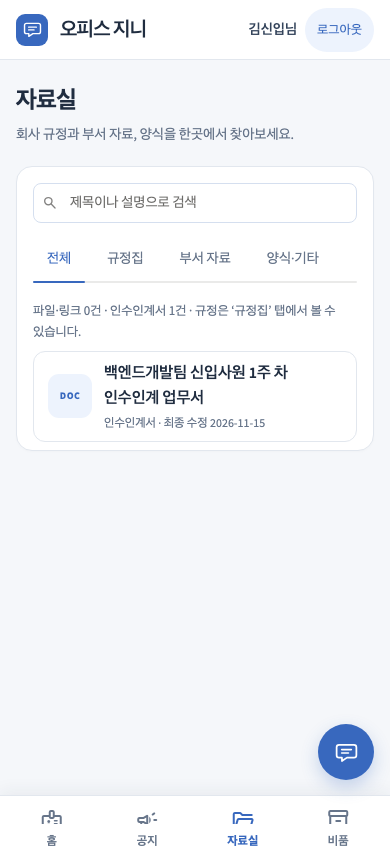 오피스 지니
김신입님
로그아웃
자료실
회사 규정과 부서 자료, 양식을 한곳에서 찾아보세요.
제목이나 설명으로 검색
전체
규정집
부서 자료
양식·기타
파일·링크 0건 · 인수인계서 1건 · 규정은 ‘규정집’ 탭에서 볼 수
있습니다.
DOC
백엔드개발팀 신입사원 1주 차
인수인계 업무서
인수인계서 · 최종 수정 2026-11-15
홈
공지
자료실
비품